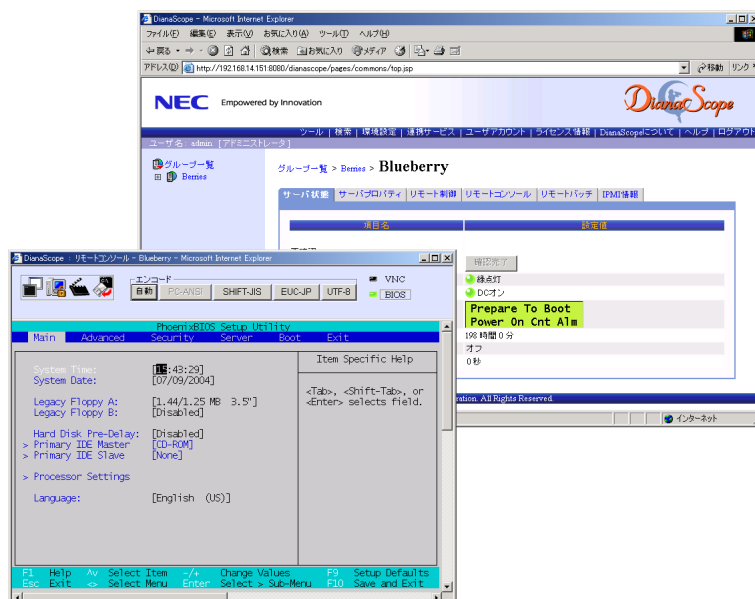 DianaScope - Microsoft Internet Explorer
ファイル(F) 編集(E) 表示(V) お気に入り(A) ツール(T) ヘルプ(H)
戻る 検索 お気に入り メディア
アドレス(D) http://192.168.14.151:8080/dianascope/pages/commons/top.jsp 移動 リンク
NEC Empowered by Innovation DianaScope
ツール | 検索 | 環境設定 | 連携サービス | ユーザアカウント | ライセンス情報 | DianaScopeについて | ヘルプ | ログアウト
ユーザ名: admin [アドミニストレータ]
グループ一覧
Berries
グループ一覧 > Berries > Blueberry
サーバ状態 サーバプロパティ リモート制御 リモートコンソール リモートバッチ IPMI情報
項目名 設定値
確認完了
緑点灯
DCオン
Prepare To Boot
Power On Cnt Alm
198 時間 0 分
オフ
0 秒
ration. All Rights Reserved.
インターネット
DianaScope : リモートコンソール - Blueberry - Microsoft Internet Explorer
エンコード
自動 PC-ANSI SHIFT-JIS EUC-JP UTF-8
VNC
BIOS
PhoenixBIOS Setup Utility
Main Advanced Security Server Boot Exit
Item Specific Help
System Time: [15:43:29]
System Date: [07/09/2004]
<Tab>, <Shift-Tab>, or
<Enter> selects field.
Legacy Floppy A: [1.44/1.25 MB 3.5"]
Legacy Floppy B: [Disabled]
Hard Disk Pre-Delay: [Disabled]
> Primary IDE Master [CD-ROM]
> Primary IDE Slave [None]
> Processor Settings
Language: [English (US)]
F1 Help ^v Select Item -/+ Change Values F9 Setup Defaults
Esc Exit <> Select Menu Enter Select > Sub-Menu F10 Save and Exit